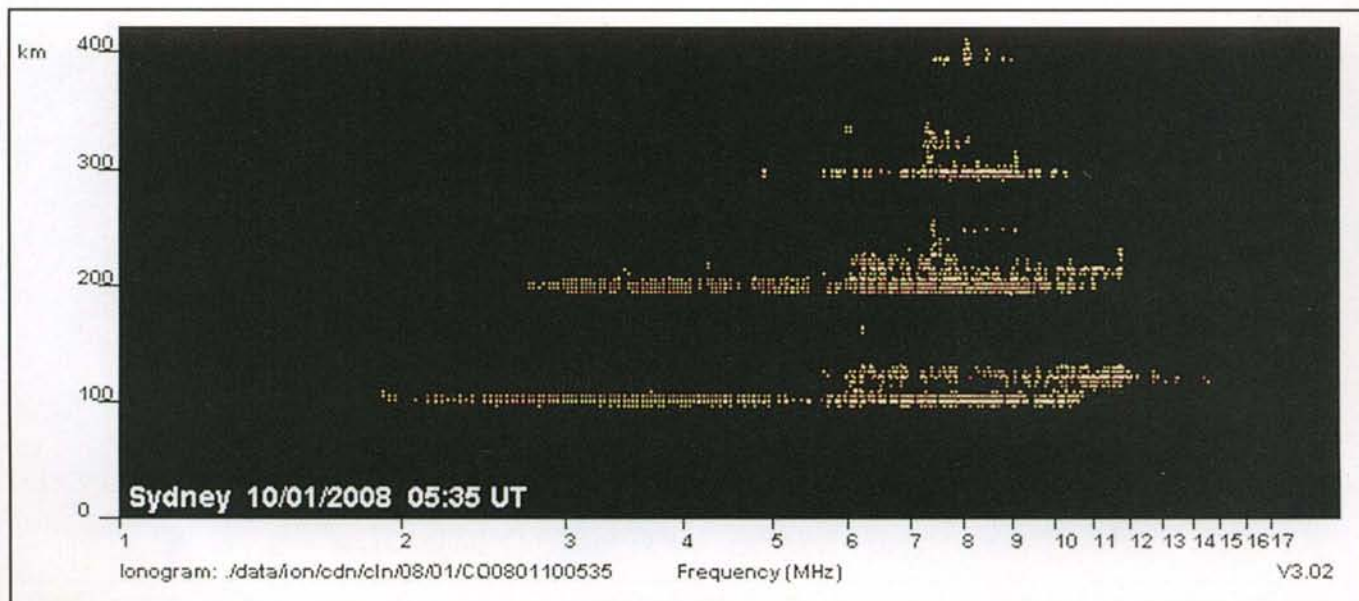 km
400
300
200
100
0
Sydney 10/01/2008 05:35 UT
1 2 3 4 5 6 7 8 9 10 11 12 13 14 15 16 17
Ionogram: ./data/ion/cdn/cln/08/01/CO0801100535 Frequency (MHz) V3.02